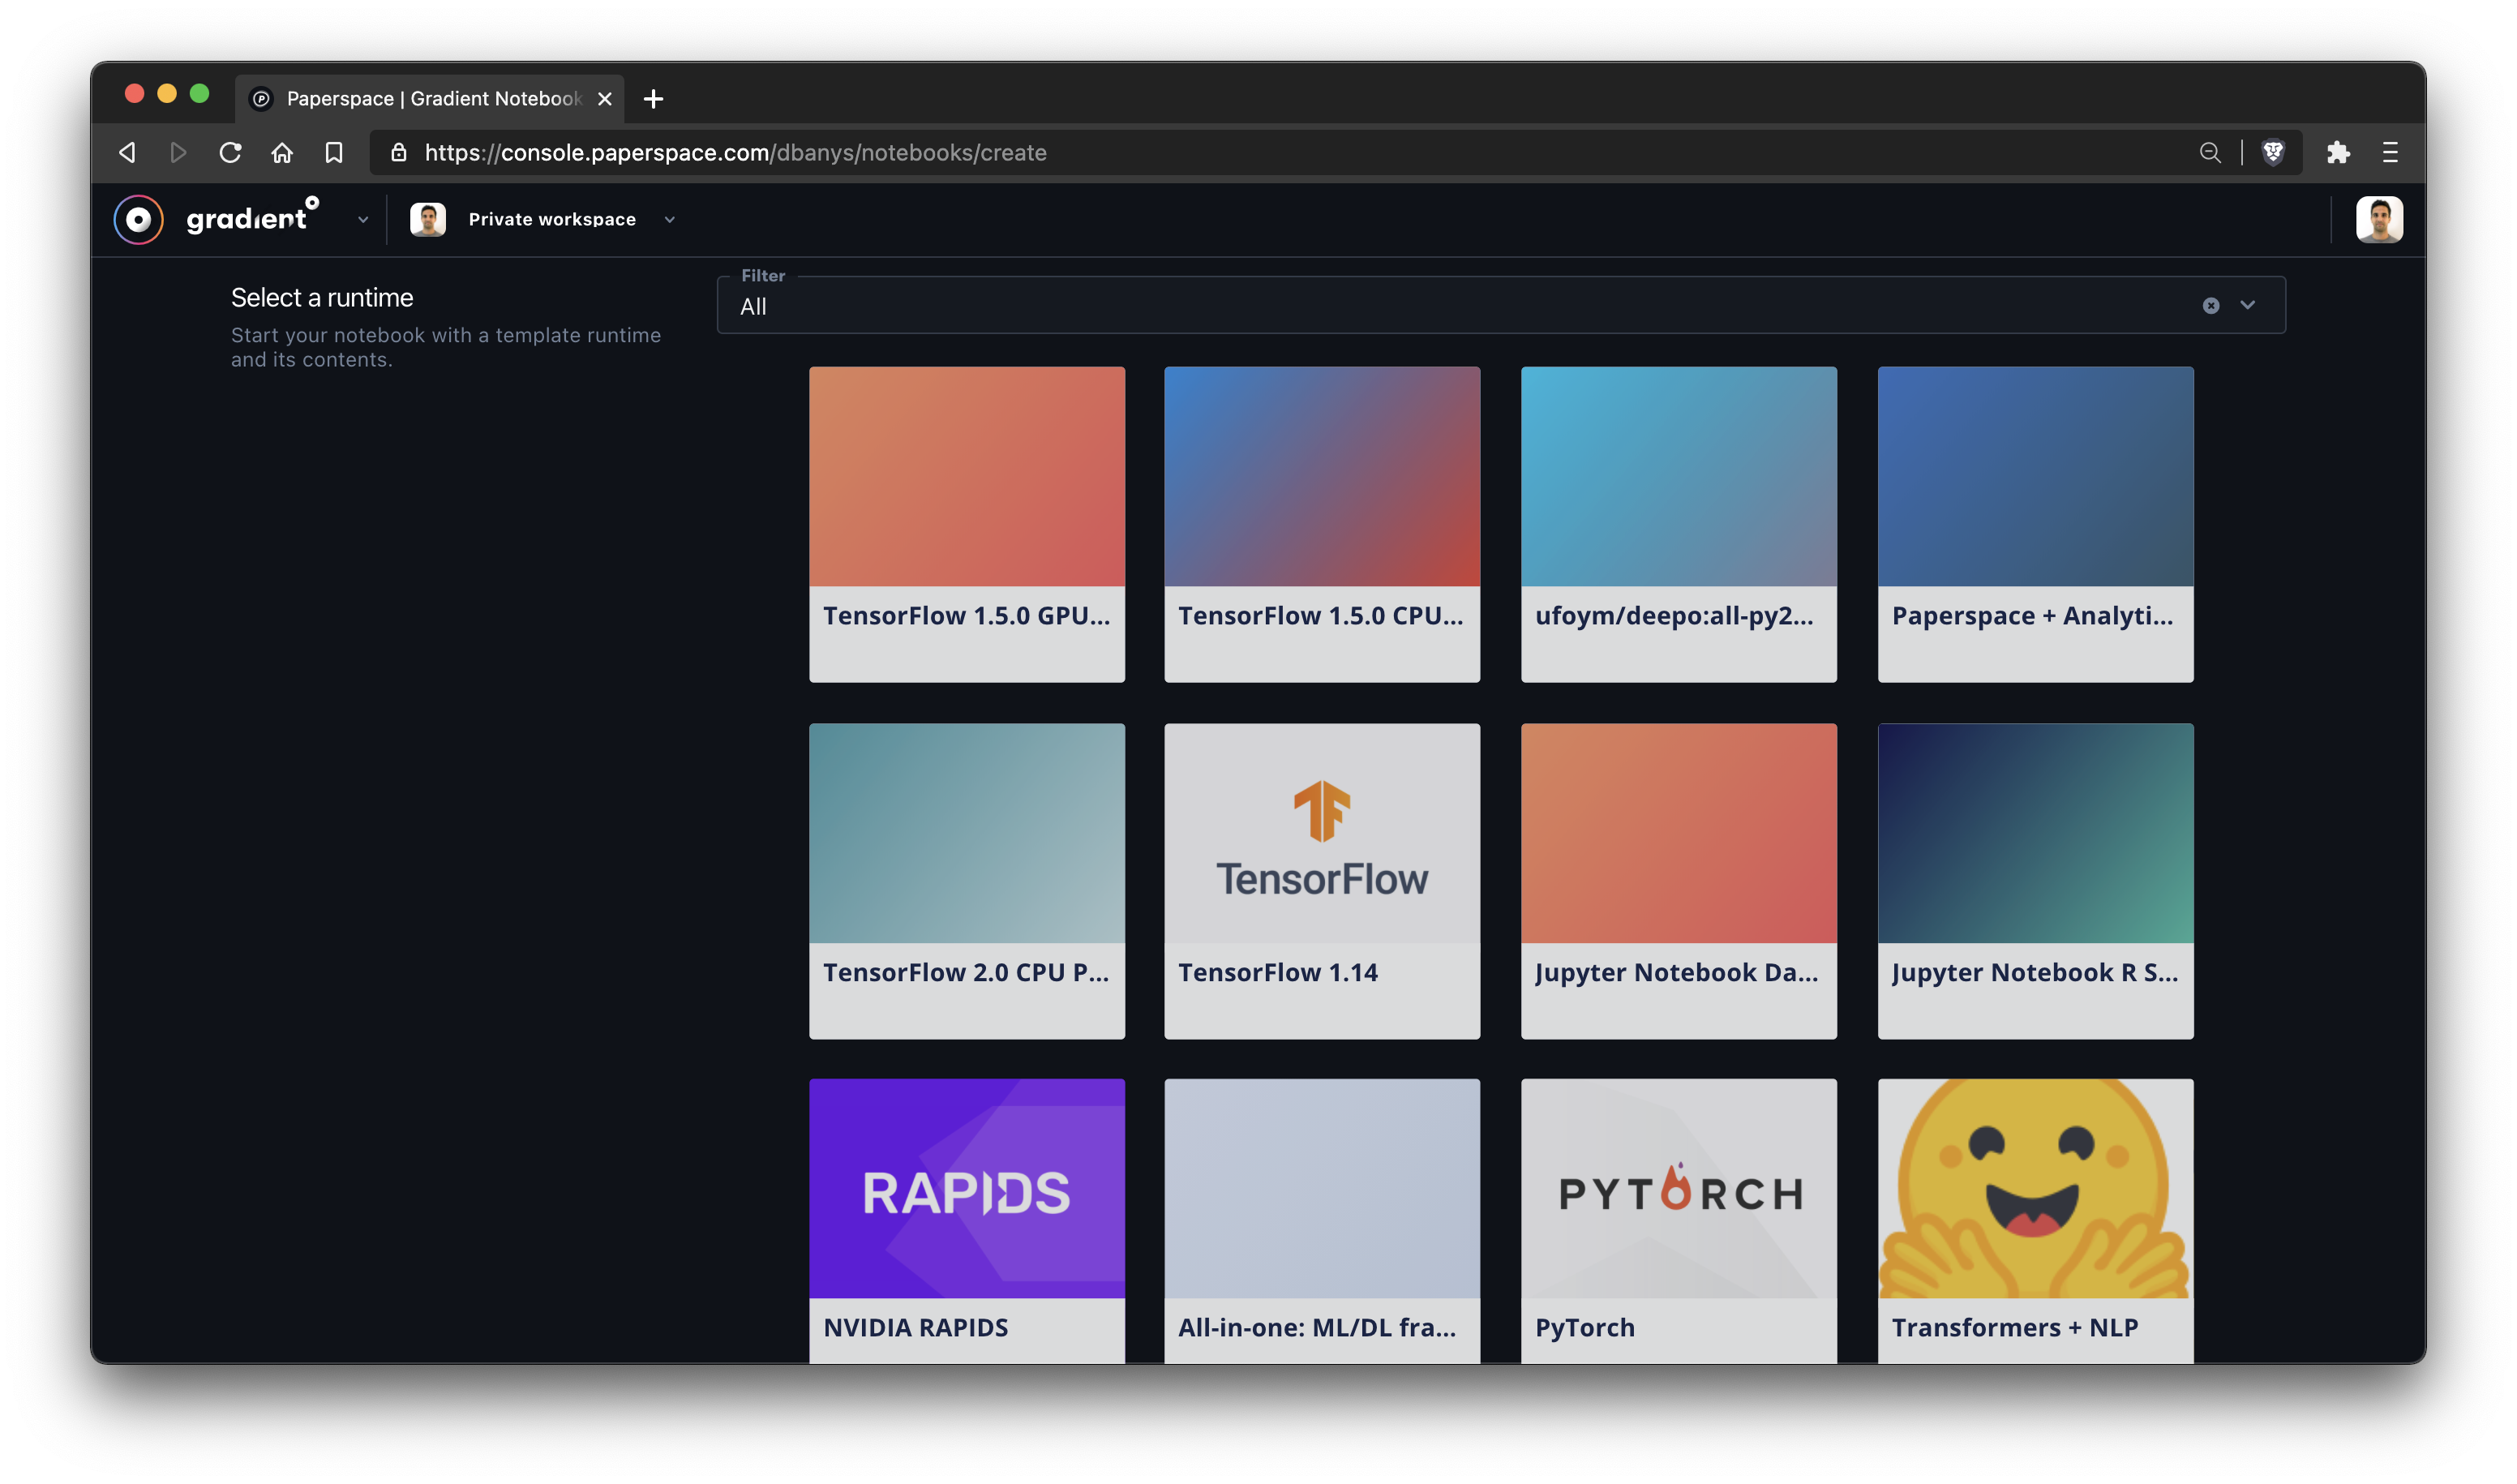 Paperspace | Gradient Notebook
https://console.paperspace.com/dbanys/notebooks/create
gradient
Private workspace
Select a runtime
Start your notebook with a template runtime
and its contents.
Filter
All
TensorFlow 1.5.0 GPU...
TensorFlow 1.5.0 CPU...
ufoym/deepo:all-py2...
Paperspace + Analyti...
TensorFlow
TensorFlow 2.0 CPU P...
TensorFlow 1.14
Jupyter Notebook Da...
Jupyter Notebook R S...
RAPIDS
PYTORCH
NVIDIA RAPIDS
All-in-one: ML/DL fra...
PyTorch
Transformers + NLP